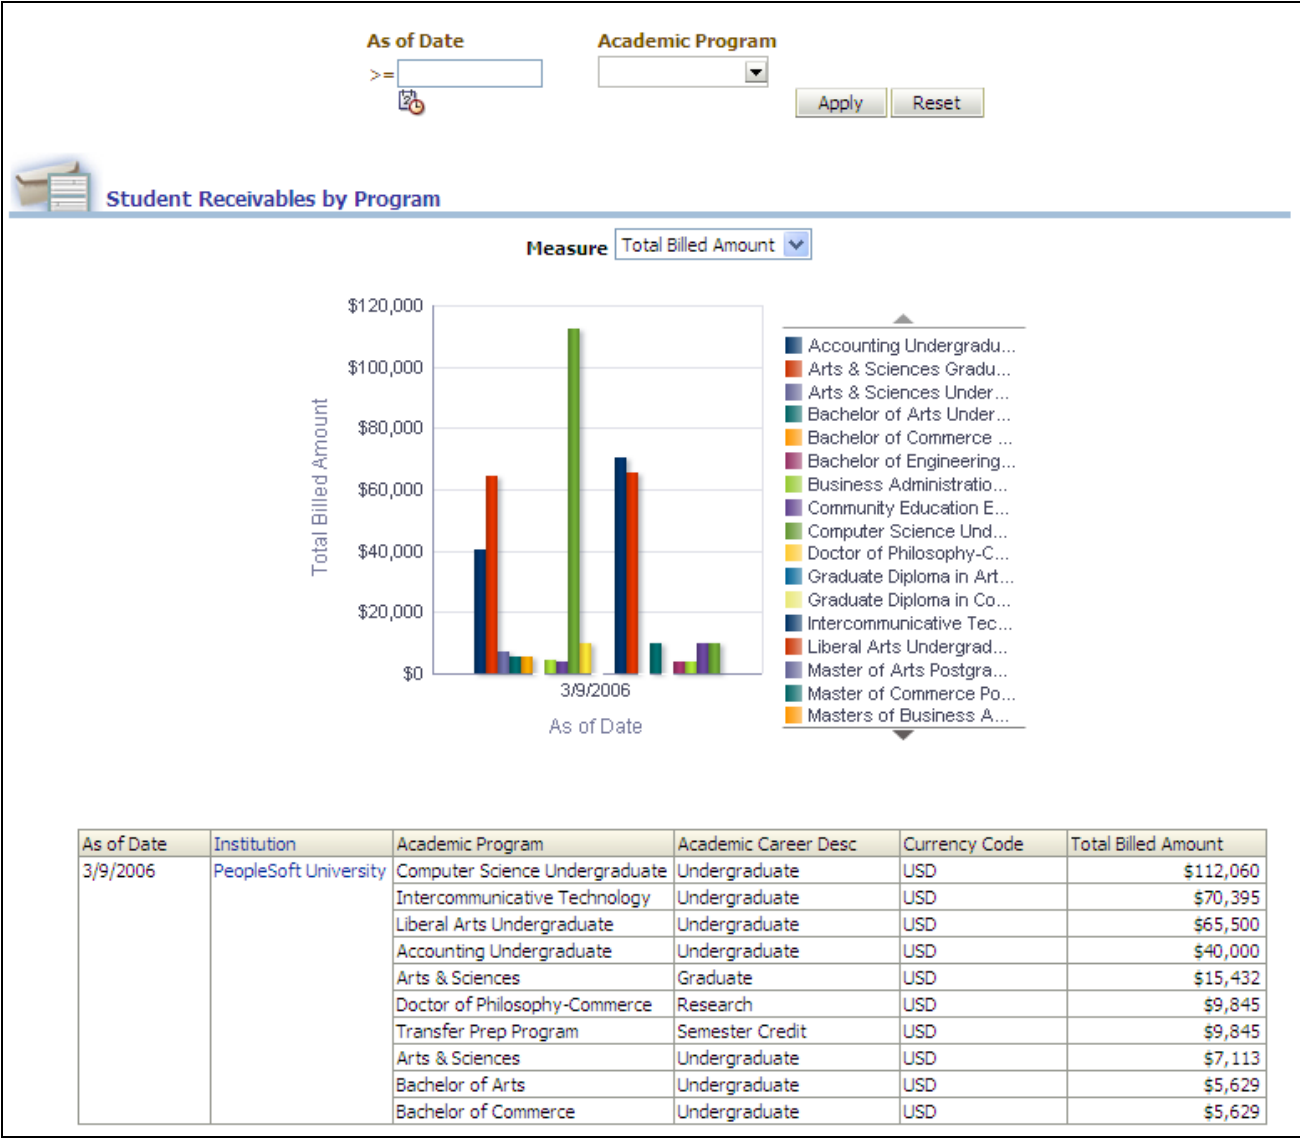 As of Date Academic Program
>=
Apply Reset
Student Receivables by Program
Measure Total Billed Amount
$120,000
$100,000
$80,000
$60,000
$40,000
$20,000
$0
Total Billed Amount
3/9/2006
As of Date
Accounting Undergradu...
Arts & Sciences Gradu...
Arts & Sciences Under...
Bachelor of Arts Under...
Bachelor of Commerce ...
Bachelor of Engineering...
Business Administratio...
Community Education E...
Computer Science Und...
Doctor of Philosophy-C...
Graduate Diploma in Art...
Graduate Diploma in Co...
Intercommunicative Tec...
Liberal Arts Undergrad...
Master of Arts Postgra...
Master of Commerce Po...
Masters of Business A...
As of Date Institution Academic Program Academic Career Desc Currency Code Total Billed Amount
3/9/2006 PeopleSoft University Computer Science Undergraduate Undergraduate USD $112,060
Intercommunicative Technology Undergraduate USD $70,395
Liberal Arts Undergraduate Undergraduate USD $65,500
Accounting Undergraduate Undergraduate USD $40,000
Arts & Sciences Graduate USD $15,432
Doctor of Philosophy-Commerce Research USD $9,845
Transfer Prep Program Semester Credit USD $9,845
Arts & Sciences Undergraduate USD $7,113
Bachelor of Arts Undergraduate USD $5,629
Bachelor of Commerce Undergraduate USD $5,629